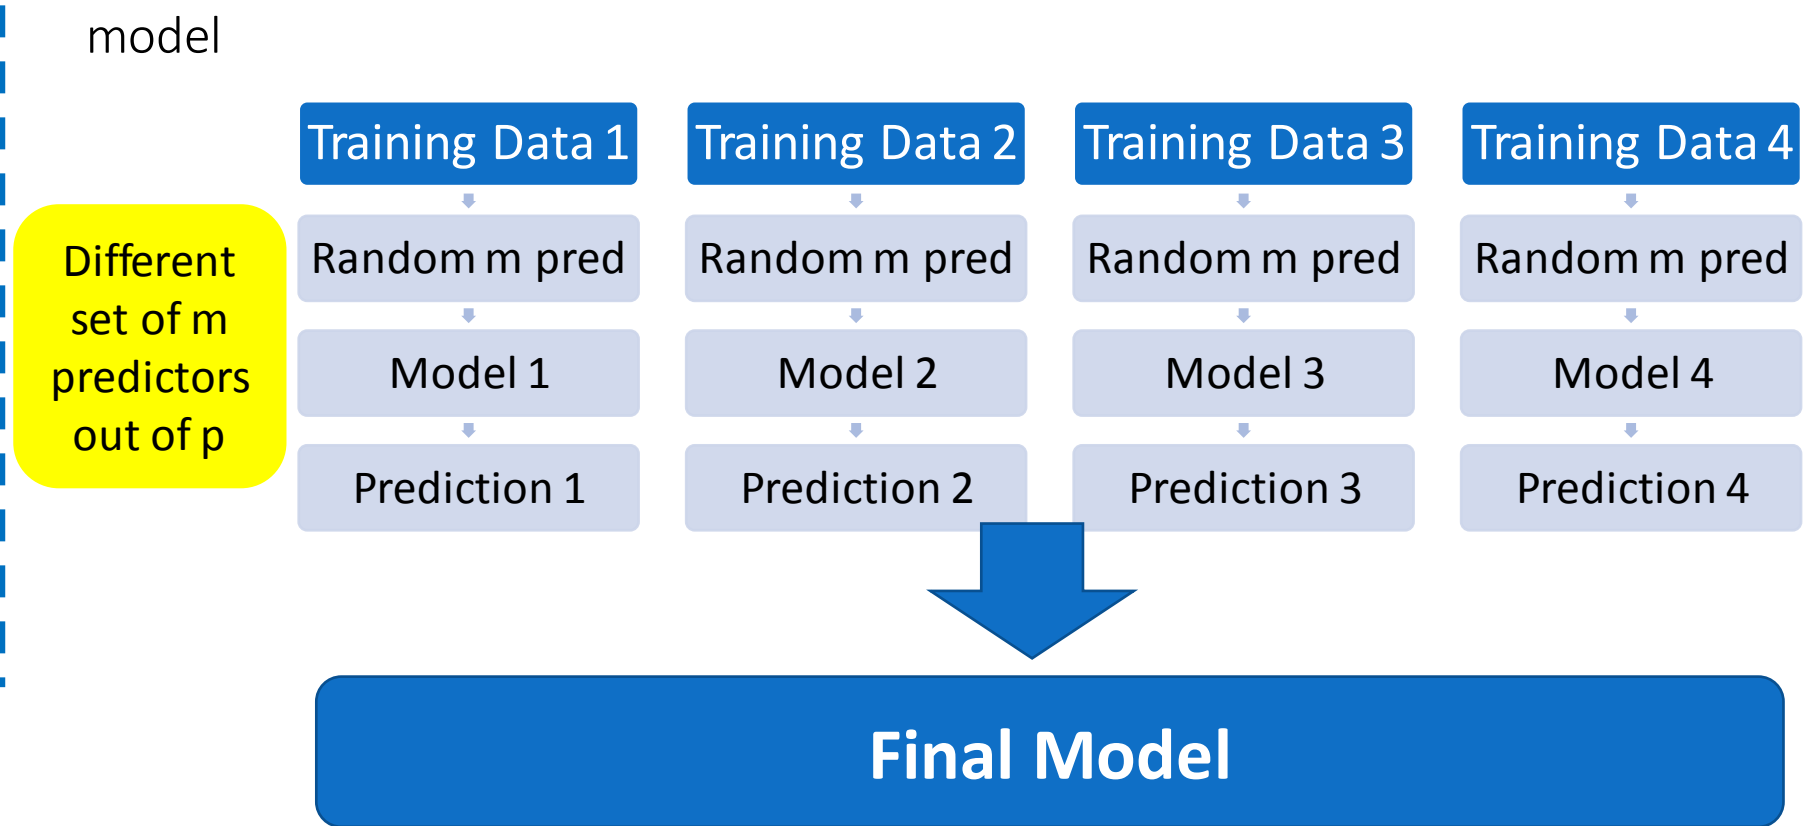 model
Training Data 1
Training Data 2
Training Data 3
Training Data 4
Different
set of m
predictors
out of p
Random m pred
Random m pred
Random m pred
Random m pred
Model 1
Model 2
Model 3
Model 4
Prediction 1
Prediction 2
Prediction 3
Prediction 4
Final Model